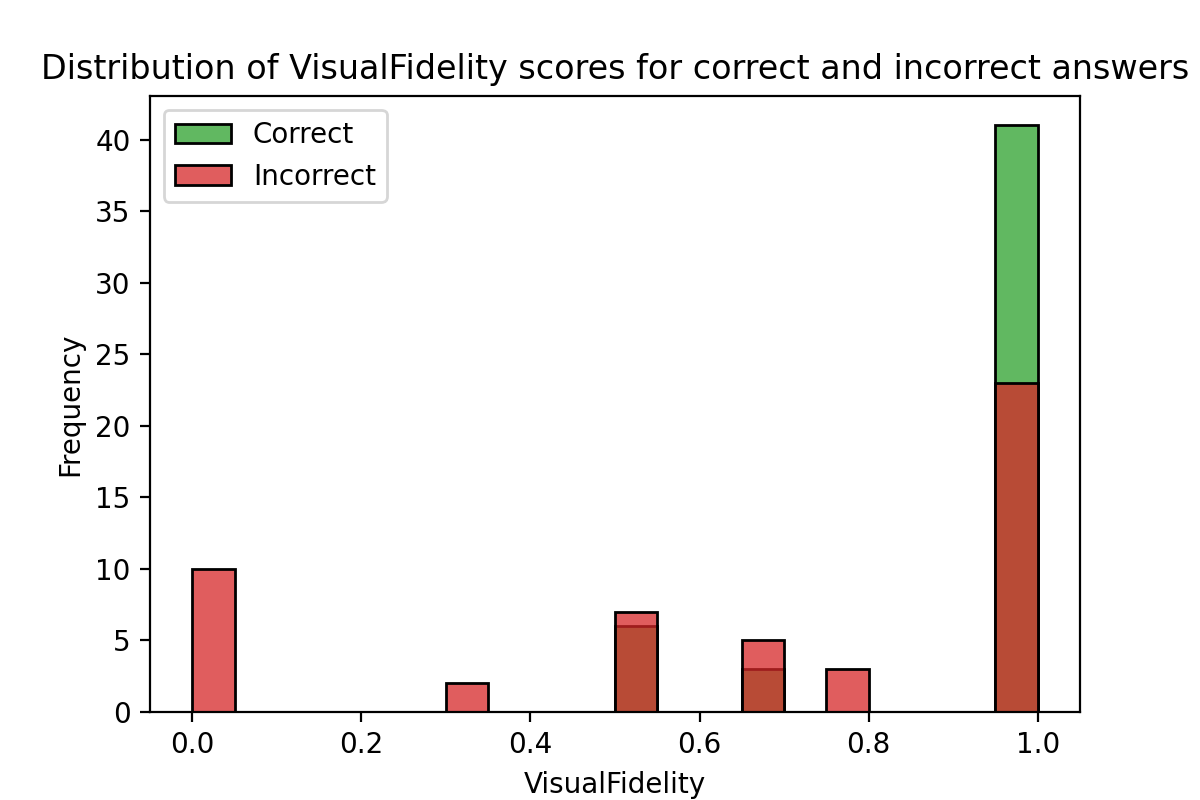 Distribution of VisualFidelity scores for correct and incorrect answers
Correct
Incorrect
Frequency
40
35
30
25
20
15
10
5
0
0.0 0.2 0.4 0.6 0.8 1.0
VisualFidelity